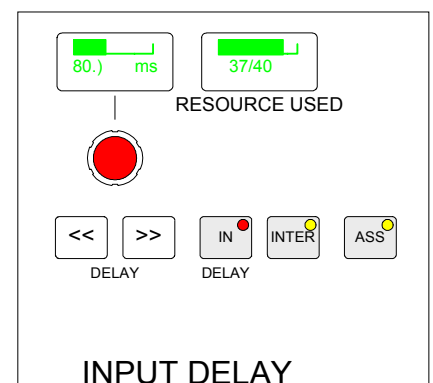 80.) ms 37/40
RESOURCE USED
<< >> IN INTER ASS
DELAY DELAY
INPUT DELAY